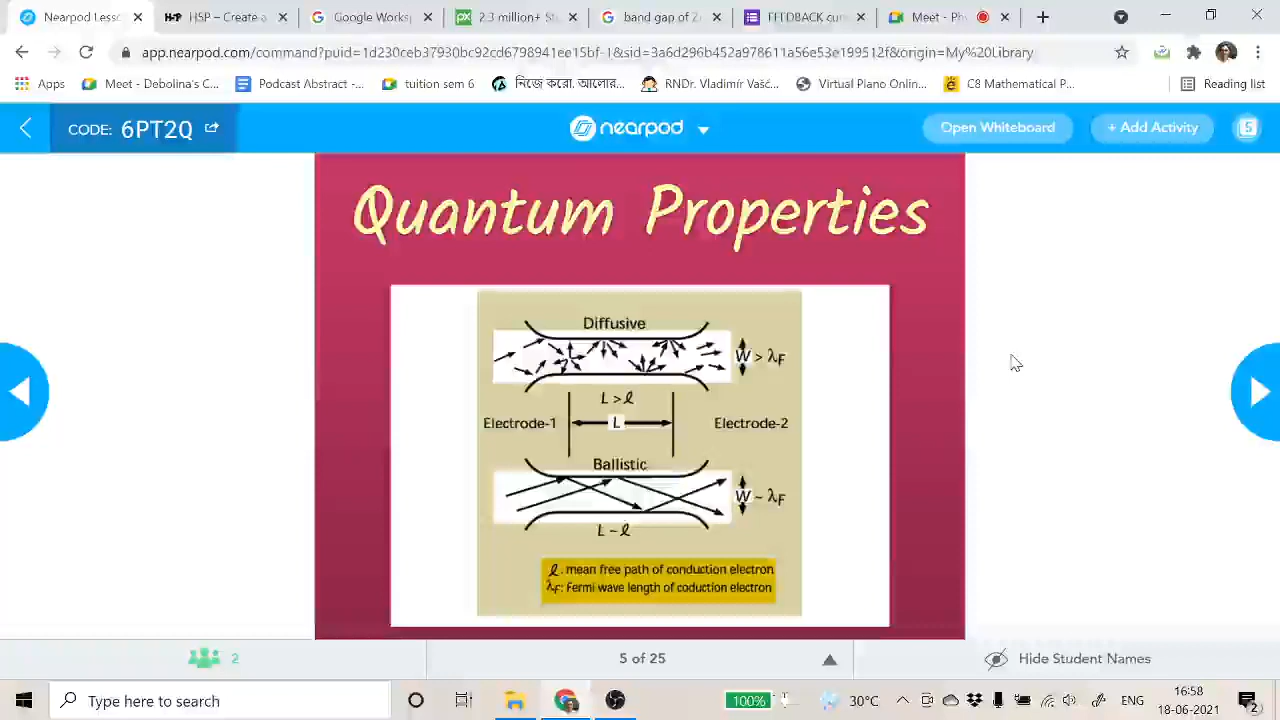 Nearpod Less
HSP – Create
Google Works
3 million+ St
band gap of Z
FEEDBACK curr
Meet - Ph
app.nearpod.com/command?puid=1d230ceb37930bc92cd6798941ee15bf-1&sid=3a6d296b452a978611a56e53e199512f&origin=My%20Library
Apps
Meet - Debolina's C...
Podcast Abstract -...
tuition sem 6
নিজে করো. আলোর...
RNDr. Vladimír Vašć...
Virtual Piano Onlin...
C8 Mathematical P...
Reading list
CODE: 6PT2Q
nearpod
Open Whiteboard
+ Add Activity
5
Quantum Properties
Diffusive
W > λF
L > ℓ
Electrode-1
L
Electrode-2
Ballistic
W ~ λF
L ~ ℓ
ℓ: mean free path of conduction electron
λF: Fermi wave length of coduction electron
2
5 of 25
Hide Student Names
Type here to search
100%
30°C
ENG
16:58
18-06-2021
2